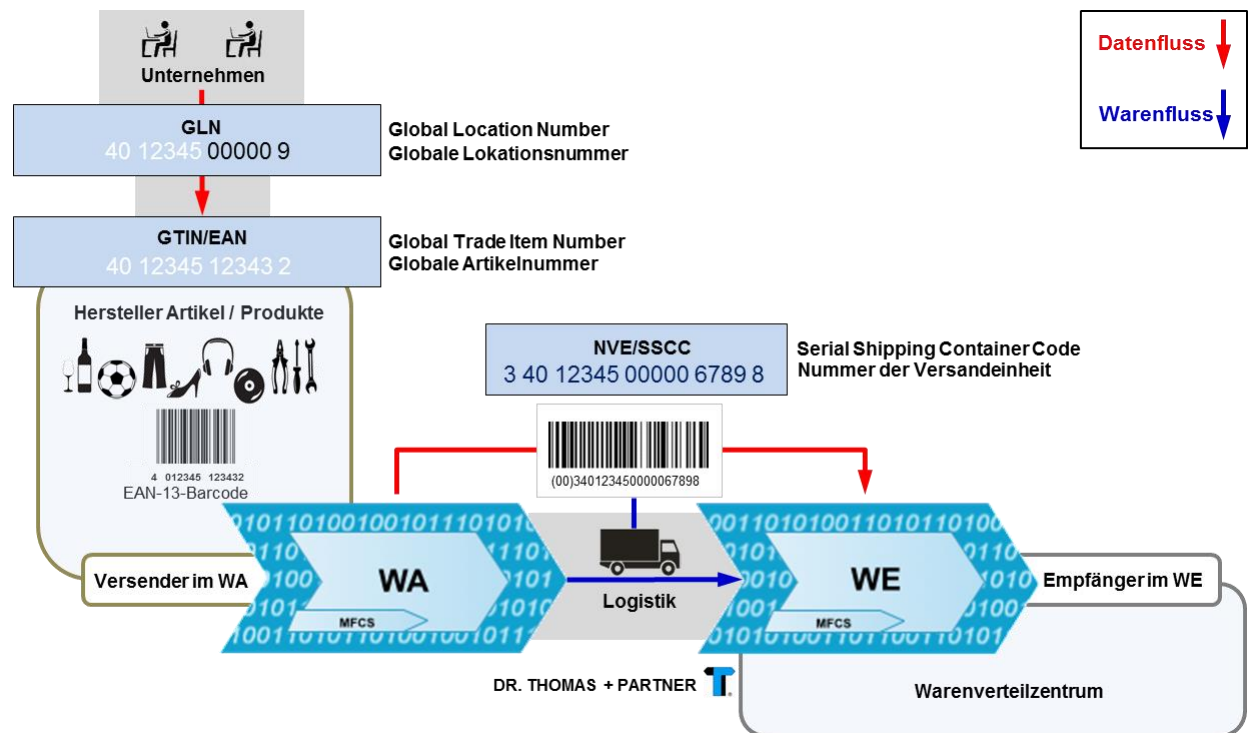 Unternehmen
GLN
40 12345 00000 9
Global Location Number
Globale Lokationsnummer
GTIN/EAN
40 12345 12343 2
Global Trade Item Number
Globale Artikelnummer
Datenfluss
Warenfluss
Hersteller Artikel / Produkte
4 012345 123432
EAN-13-Barcode
NVE/SSCC
3 40 12345 00000 6789 8
Serial Shipping Container Code
Nummer der Versandeinheit
(00)340123450000067898
Versender im WA
WA
MFCS
Logistik
WE
MFCS
Empfänger im WE
DR. THOMAS + PARTNER
Warenverteilzentrum